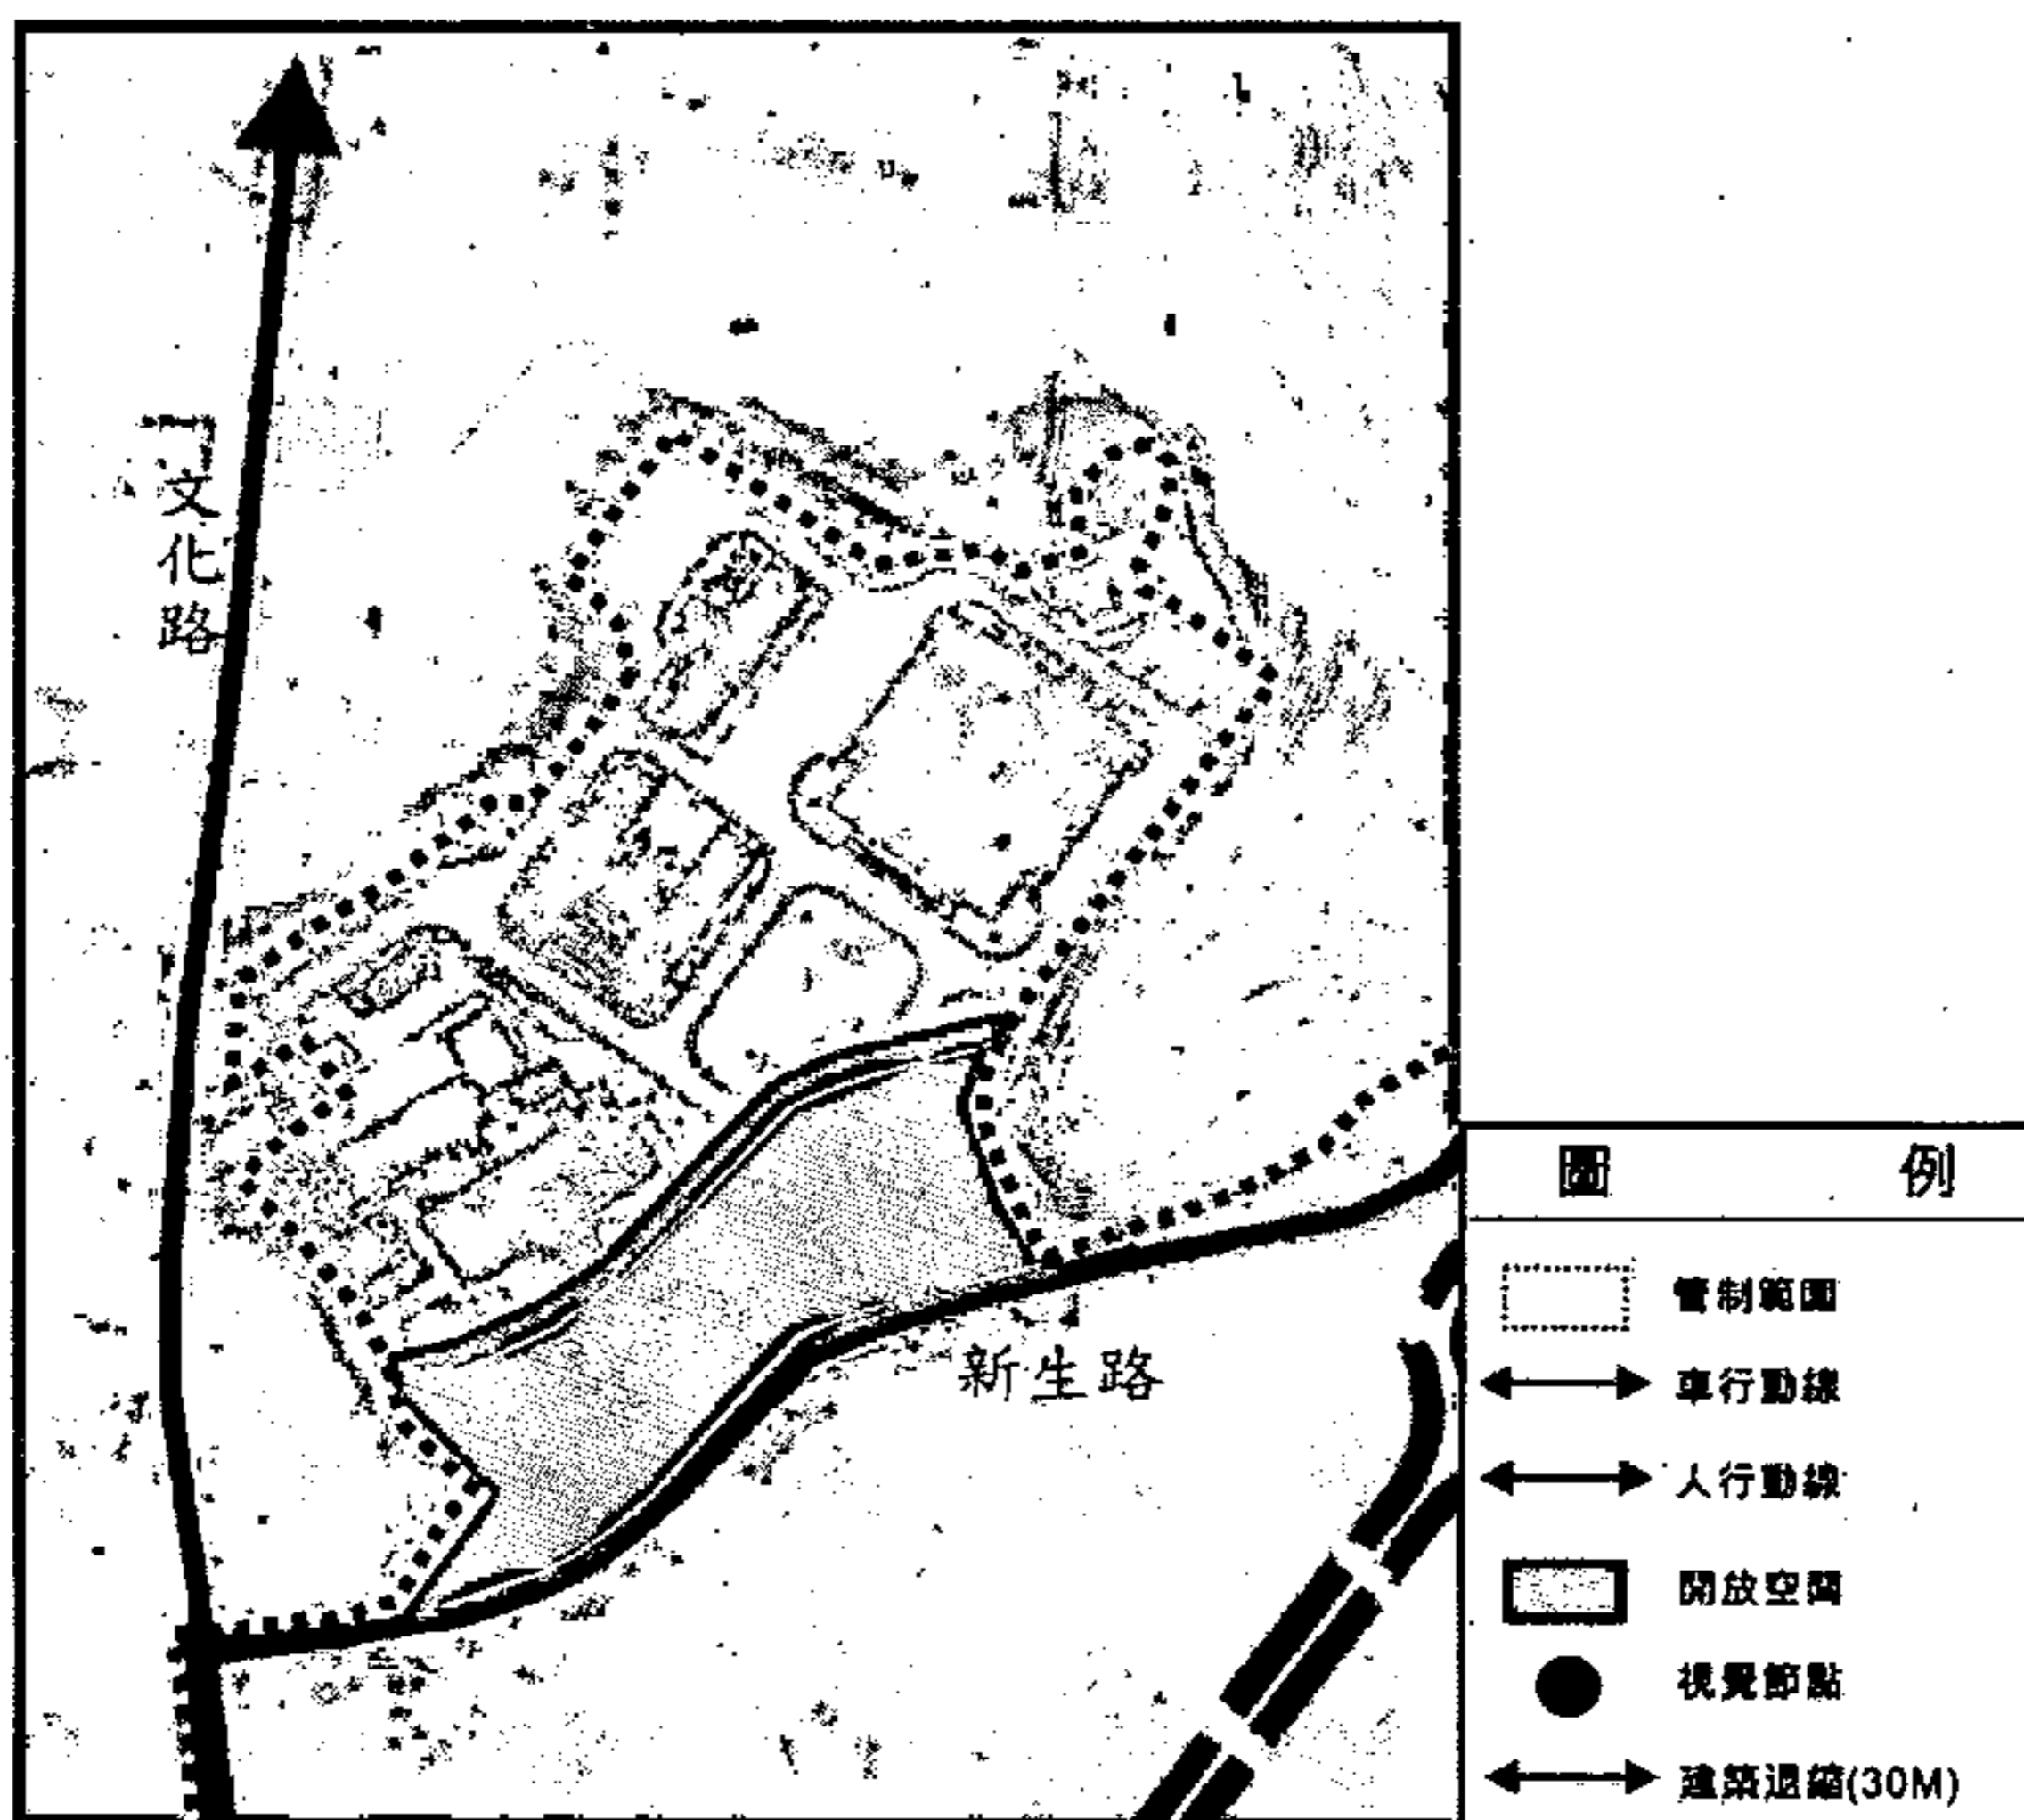 文化路
新生路
圖 例
管制範圍
車行動線
人行動線
開放空間
視覺節點
建築退縮(30M)